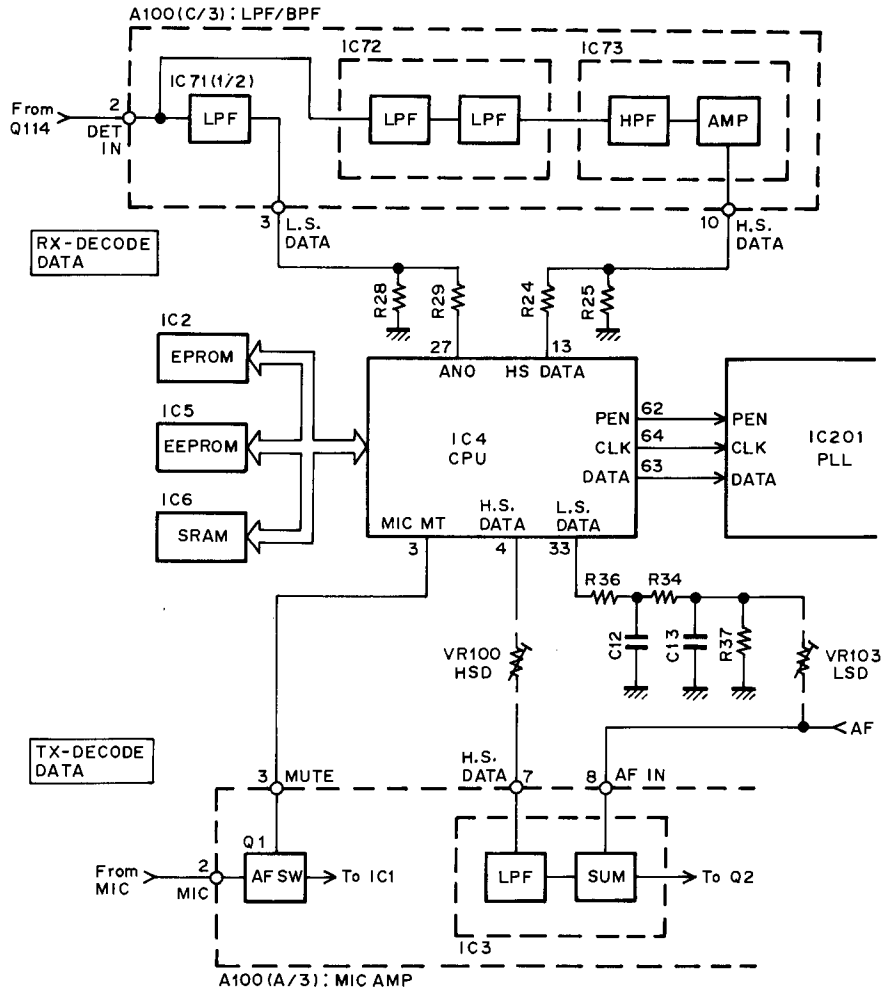 A100(C/3): LPF/BPF
IC72
IC73
IC71(1/2)
From
Q114
2
DET
IN
LPF
LPF
LPF
HPF
AMP
3
L.S.
DATA
10
H.S.
DATA
RX-DECODE
DATA
R28
R29
R24
R25
IC2
EPROM
27
ANO
13
HS DATA
IC5
EEPROM
IC4
CPU
PEN
62
PEN
CLK
64
CLK
DATA
63
DATA
IC201
PLL
IC6
SRAM
MIC MT
3
H.S.
DATA
4
L.S.
DATA
33
R36
R34
C12
C13
R37
VR100
HSD
VR103
LSD
AF
TX-DECODE
DATA
3
MUTE
H.S.
DATA
7
8
AF IN
Q1
From
MIC
2
MIC
AF SW
To IC1
LPF
SUM
To Q2
IC3
A100(A/3): MIC AMP